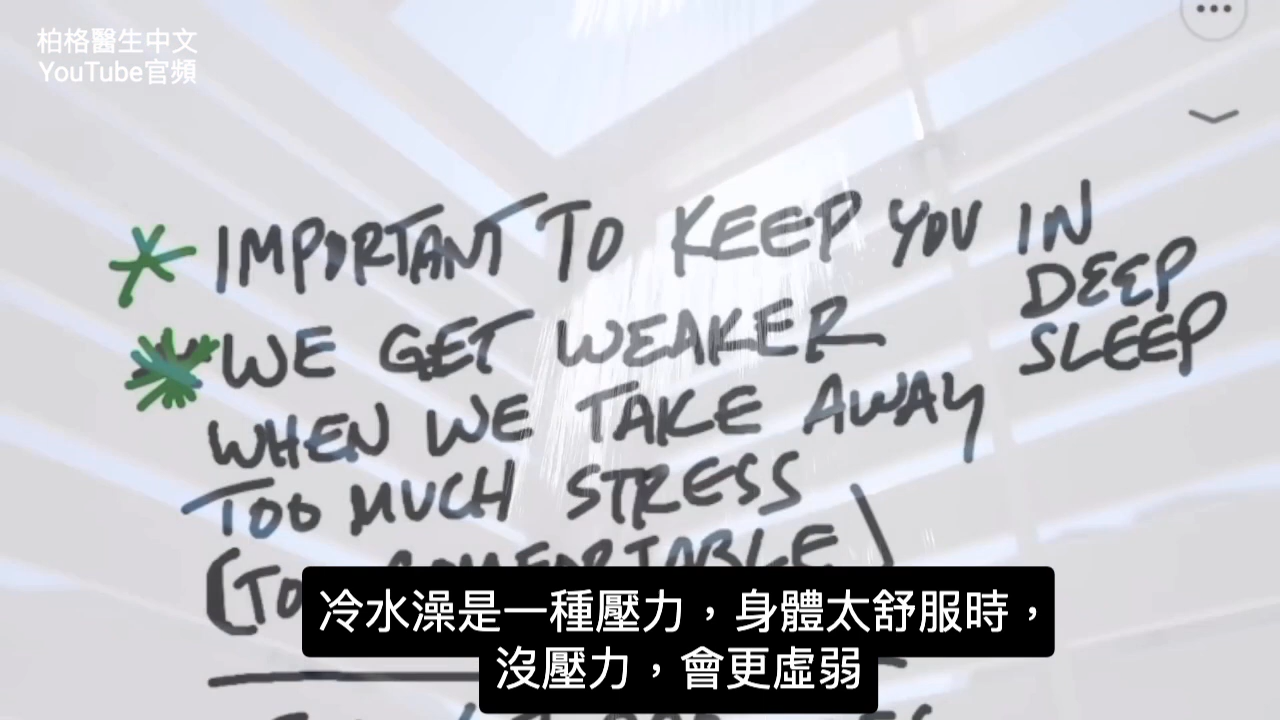 柏格醫生中文
YouTube官頻
* IMPORTANT TO KEEP YOU IN
DEEP
SLEEP
* WE GET WEAKER
WHEN WE TAKE AWAY
TOO MUCH STRESS
(TOO COMFORTABLE)
冷水澡是一種壓力，身體太舒服時，
沒壓力，會更虛弱